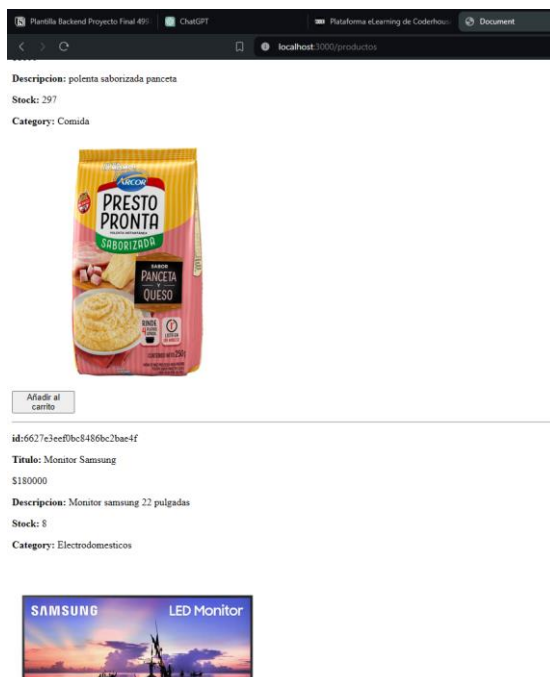 Plantilla Backend Proyecto Final 499
ChatGPT
Plataforma eLearning de Coderhouse
Document
localhost:3000/productos
Descripcion: polenta saborizada panceta
Stock: 297
Category: Comida
ARCOR
PRESTO
PRONTA
SABORIZADA
SABOR
PANCETA
Y
QUESO
RINDE
Añadir al
carrito
id:6627e3eef0bc8486bc2bae4f
Titulo: Monitor Samsung
$180000
Descripcion: Monitor samsung 22 pulgadas
Stock: 8
Category: Electrodomesticos
SAMSUNG LED Monitor